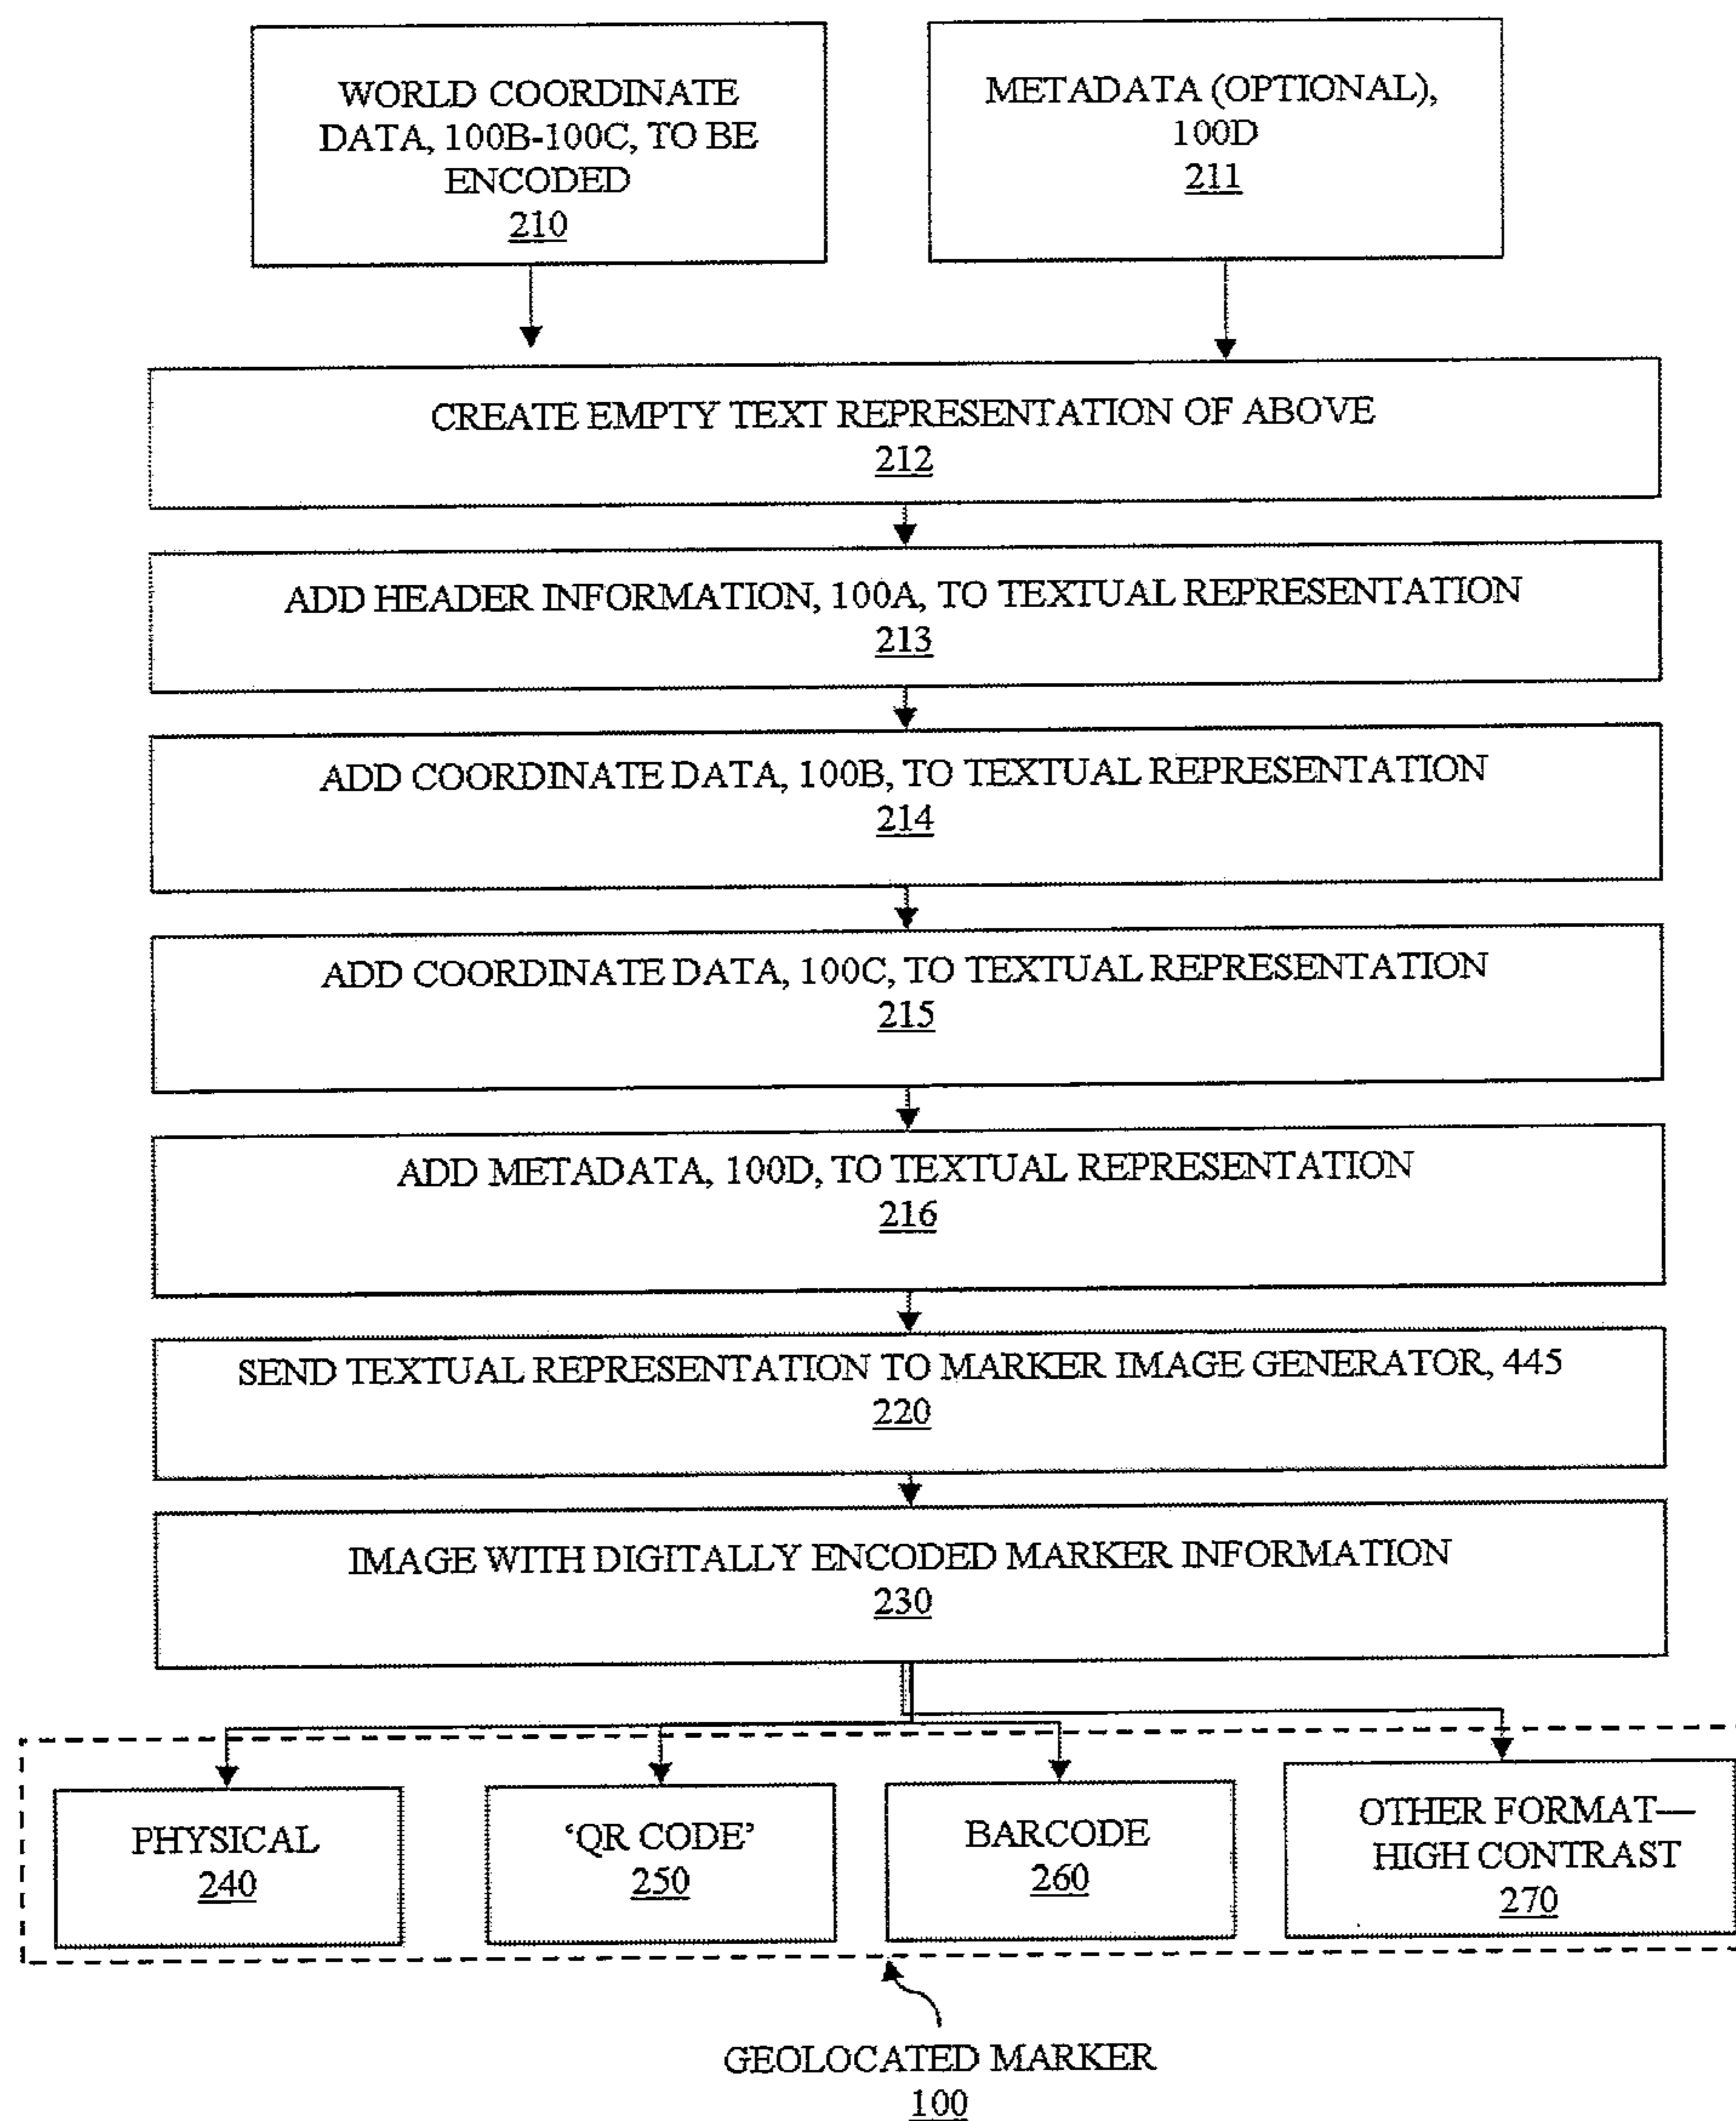 WORLD COORDINATE
DATA, 100B-100C, TO BE
ENCODED
210
METADATA (OPTIONAL),
100D
211
CREATE EMPTY TEXT REPRESENTATION OF ABOVE
212
ADD HEADER INFORMATION, 100A, TO TEXTUAL REPRESENTATION
213
ADD COORDINATE DATA, 100B, TO TEXTUAL REPRESENTATION
214
ADD COORDINATE DATA, 100C, TO TEXTUAL REPRESENTATION
215
ADD METADATA, 100D, TO TEXTUAL REPRESENTATION
216
SEND TEXTUAL REPRESENTATION TO MARKER IMAGE GENERATOR, 445
220
IMAGE WITH DIGITALLY ENCODED MARKER INFORMATION
230
PHYSICAL
240
‘QR CODE’
250
BARCODE
260
OTHER FORMAT—
HIGH CONTRAST
270
GEOLOCATED MARKER
100